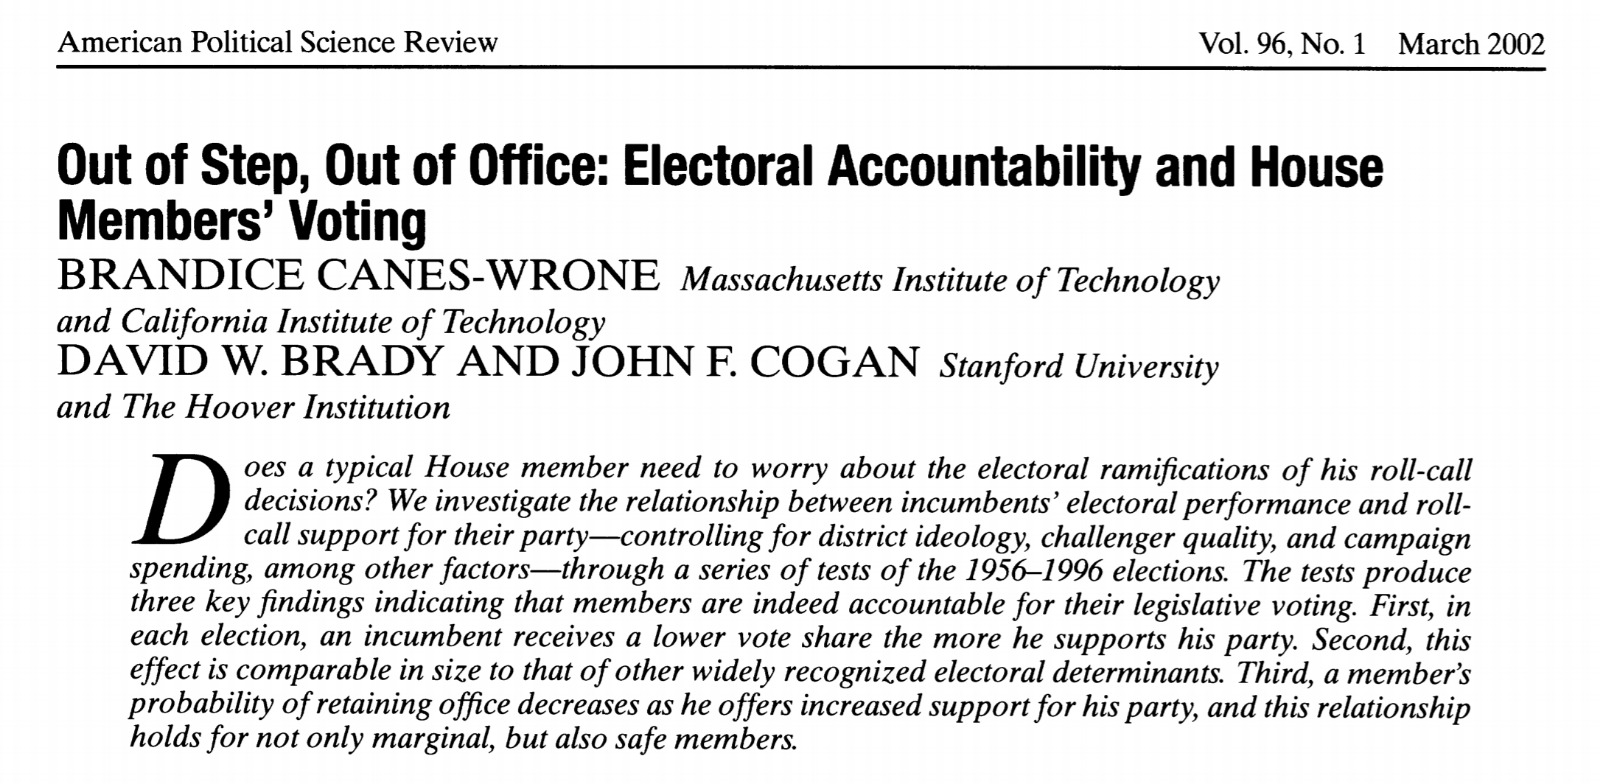 American Political Science Review Vol. 96, No. 1 March 2002
Out of Step, Out of Office: Electoral Accountability and House
Members' Voting
BRANDICE CANES-WRONE Massachusetts Institute of Technology
and California Institute of Technology
DAVID W. BRADY AND JOHN F. COGAN Stanford University
and The Hoover Institution
Does a typical House member need to worry about the electoral ramifications of his roll-call
decisions? We investigate the relationship between incumbents' electoral performance and roll-
call support for their party—controlling for district ideology, challenger quality, and campaign
spending, among other factors—through a series of tests of the 1956–1996 elections. The tests produce
three key findings indicating that members are indeed accountable for their legislative voting. First, in
each election, an incumbent receives a lower vote share the more he supports his party. Second, this
effect is comparable in size to that of other widely recognized electoral determinants. Third, a member's
probability of retaining office decreases as he offers increased support for his party, and this relationship
holds for not only marginal, but also safe members.